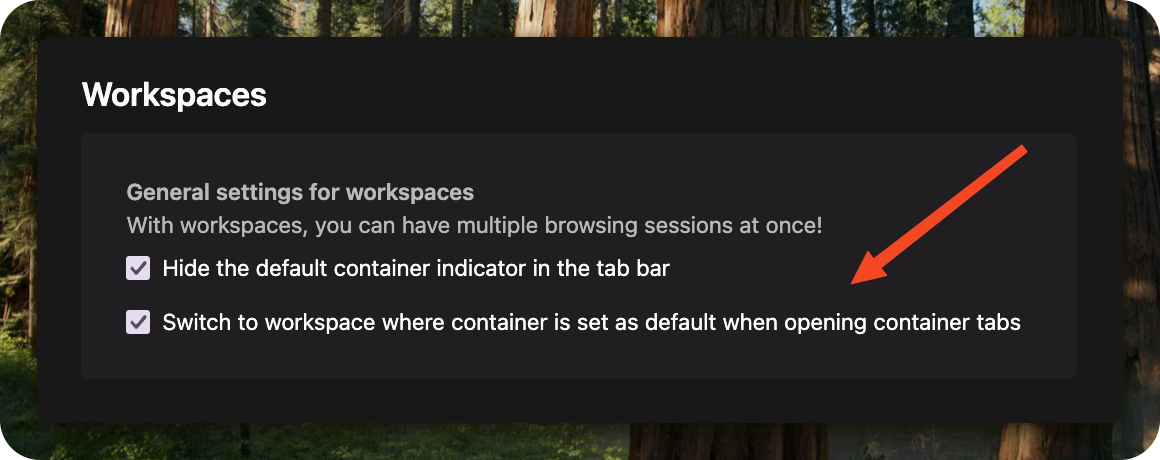 Workspaces
General settings for workspaces
With workspaces, you can have multiple browsing sessions at once!
Hide the default container indicator in the tab bar
Switch to workspace where container is set as default when opening container tabs